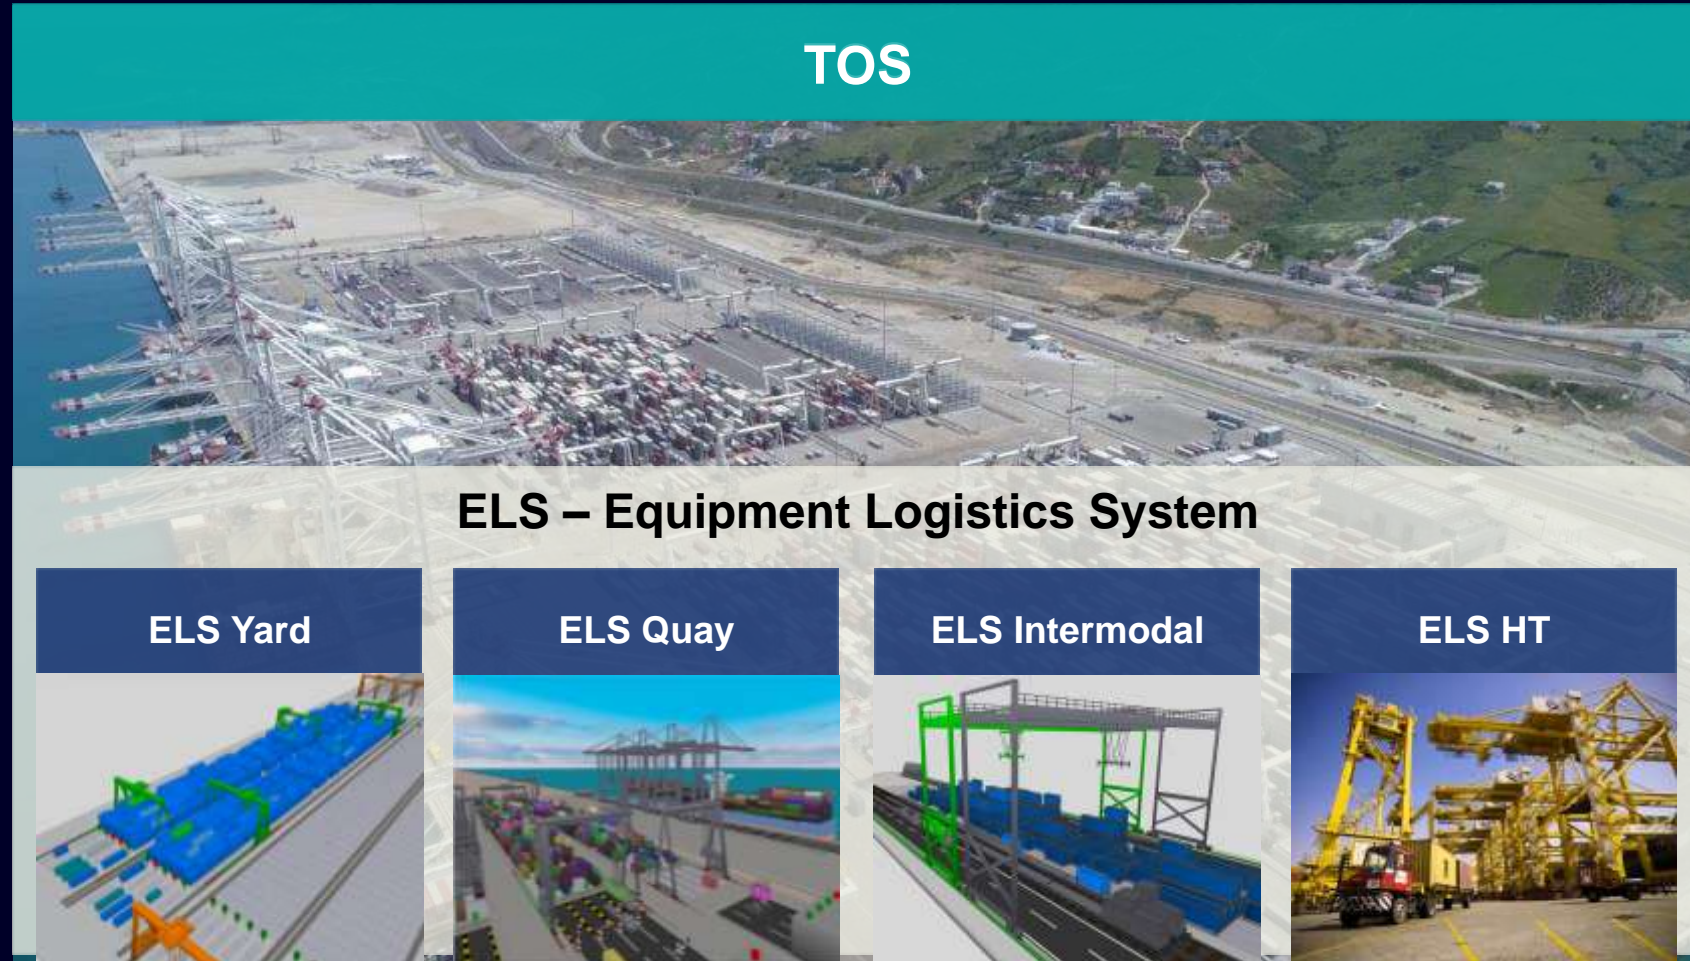 TOS
ELS – Equipment Logistics System
ELS Yard
ELS Quay
ELS Intermodal
ELS HT